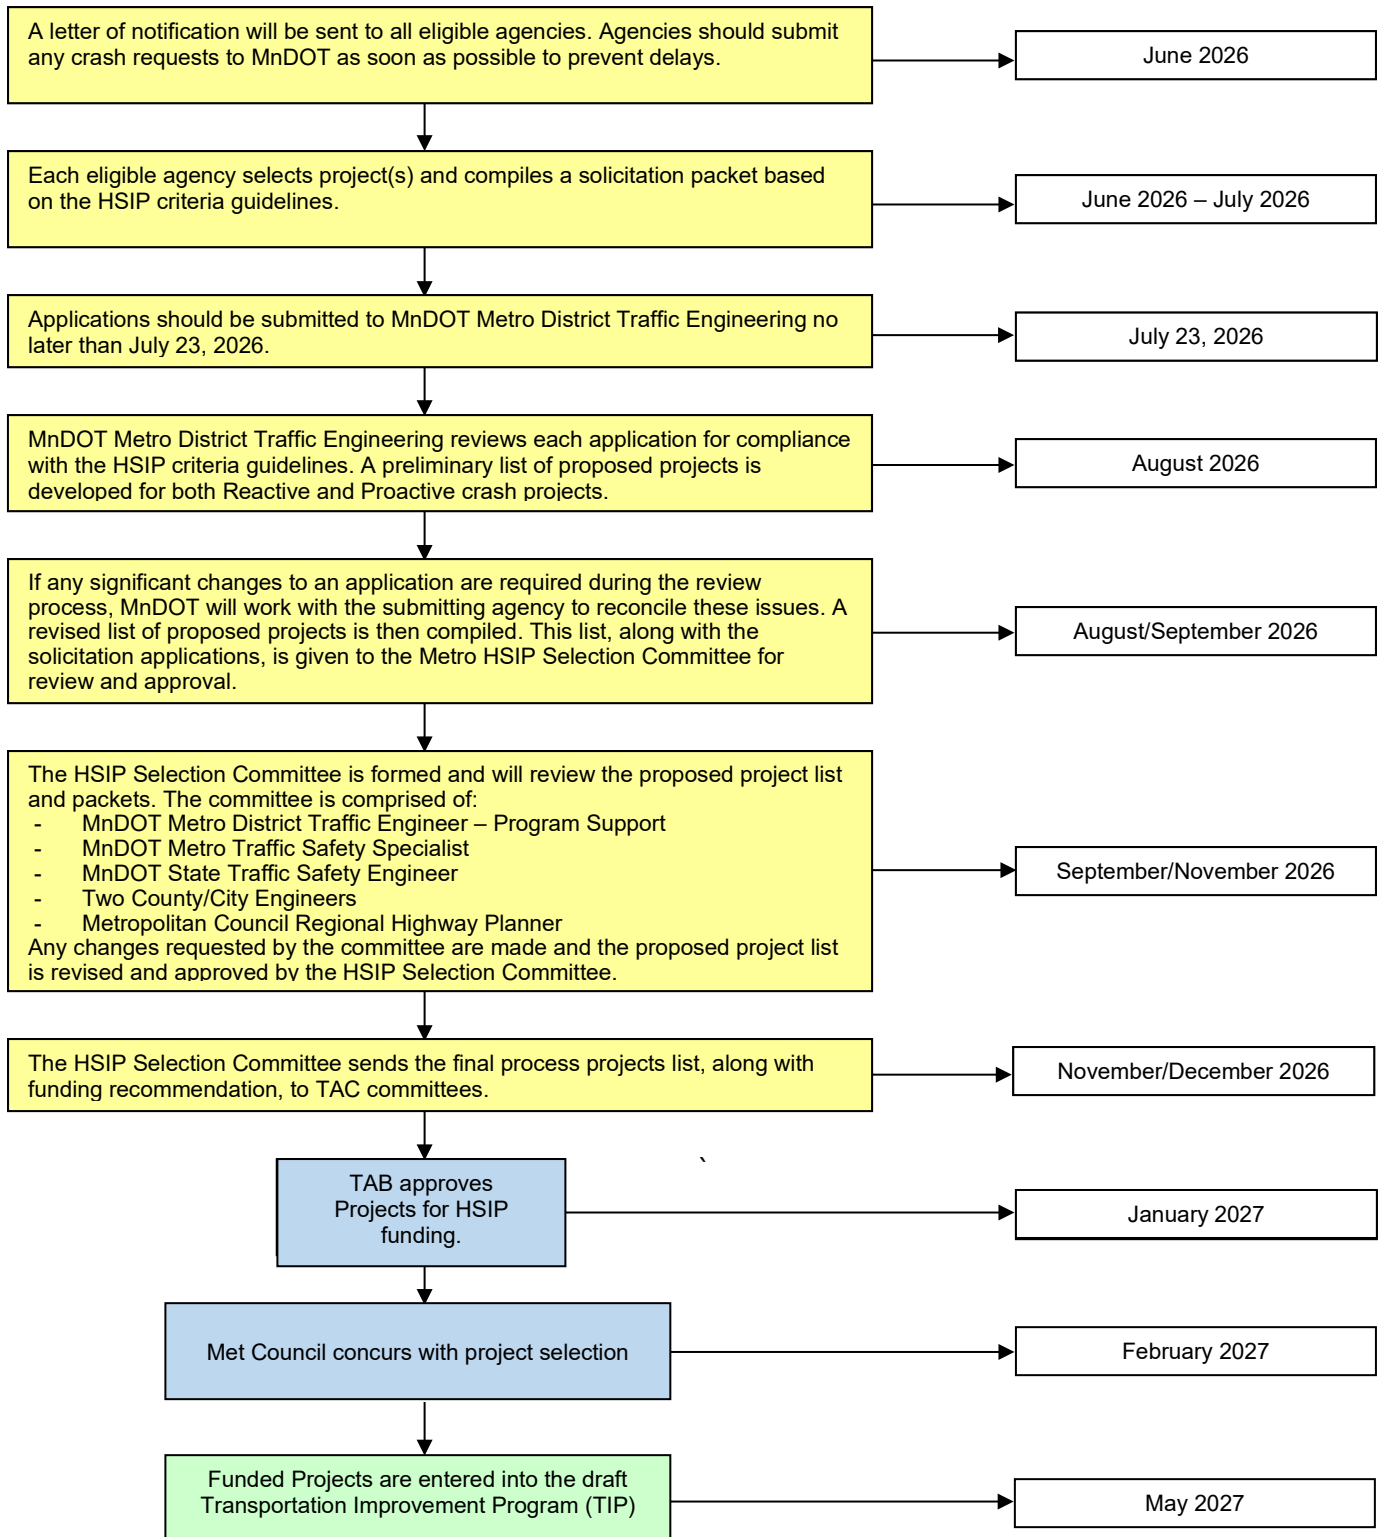 A letter of notification will be sent to all eligible agencies. Agencies should submit
any crash requests to MnDOT as soon as possible to prevent delays.
June 2026
Each eligible agency selects project(s) and compiles a solicitation packet based
on the HSIP criteria guidelines.
June 2026 – July 2026
Applications should be submitted to MnDOT Metro District Traffic Engineering no
later than July 23, 2026.
July 23, 2026
MnDOT Metro District Traffic Engineering reviews each application for compliance
with the HSIP criteria guidelines. A preliminary list of proposed projects is
developed for both Reactive and Proactive crash projects.
August 2026
If any significant changes to an application are required during the review
process, MnDOT will work with the submitting agency to reconcile these issues. A
revised list of proposed projects is then compiled. This list, along with the
solicitation applications, is given to the Metro HSIP Selection Committee for
review and approval.
August/September 2026
The HSIP Selection Committee is formed and will review the proposed project list
and packets. The committee is comprised of:
- MnDOT Metro District Traffic Engineer – Program Support
- MnDOT Metro Traffic Safety Specialist
- MnDOT State Traffic Safety Engineer
- Two County/City Engineers
- Metropolitan Council Regional Highway Planner
Any changes requested by the committee are made and the proposed project list
is revised and approved by the HSIP Selection Committee.
September/November 2026
The HSIP Selection Committee sends the final process projects list, along with
funding recommendation, to TAC committees.
November/December 2026
`
TAB approves
Projects for HSIP
funding.
January 2027
Met Council concurs with project selection
February 2027
Funded Projects are entered into the draft
Transportation Improvement Program (TIP)
May 2027